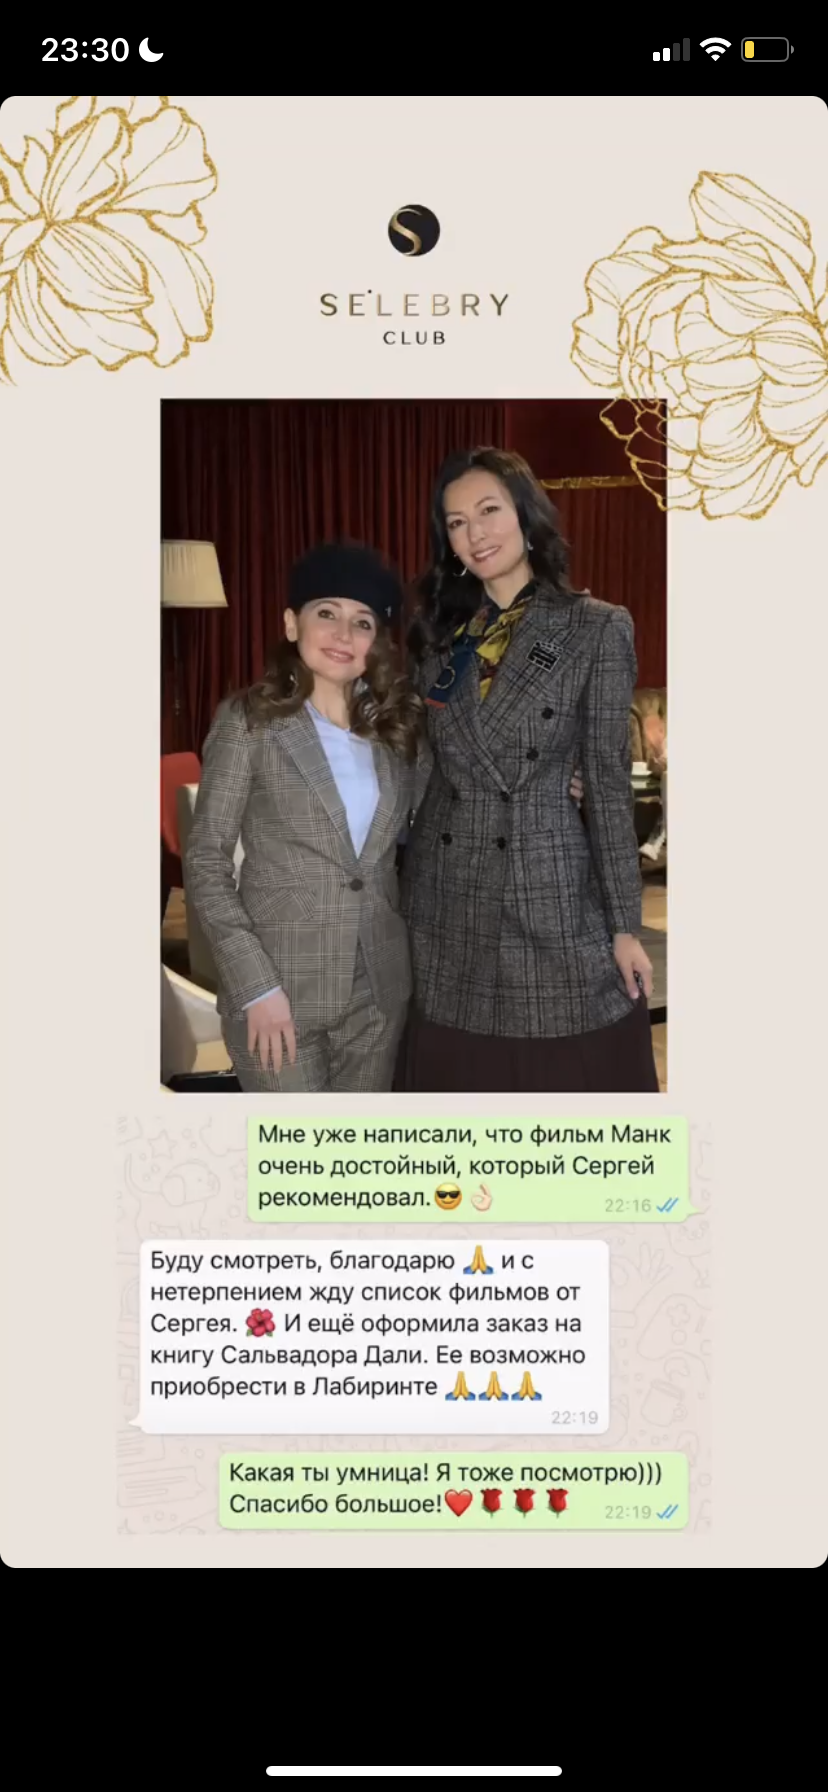 23:30
S
SELEBRY
CLUB
Мне уже написали, что фильм Манк
очень достойный, который Сергей
рекомендовал.😎👌🏻
22:16
Буду смотреть, благодарю 🙏 и с
нетерпением жду список фильмов от
Сергея. 🌺 И ещё оформила заказ на
книгу Сальвадора Дали. Ее возможно
приобрести в Лабиринте 🙏🙏🙏
22:19
Какая ты умница! Я тоже посмотрю)))
Спасибо большое!❤️🌹🌹🌹
22:19